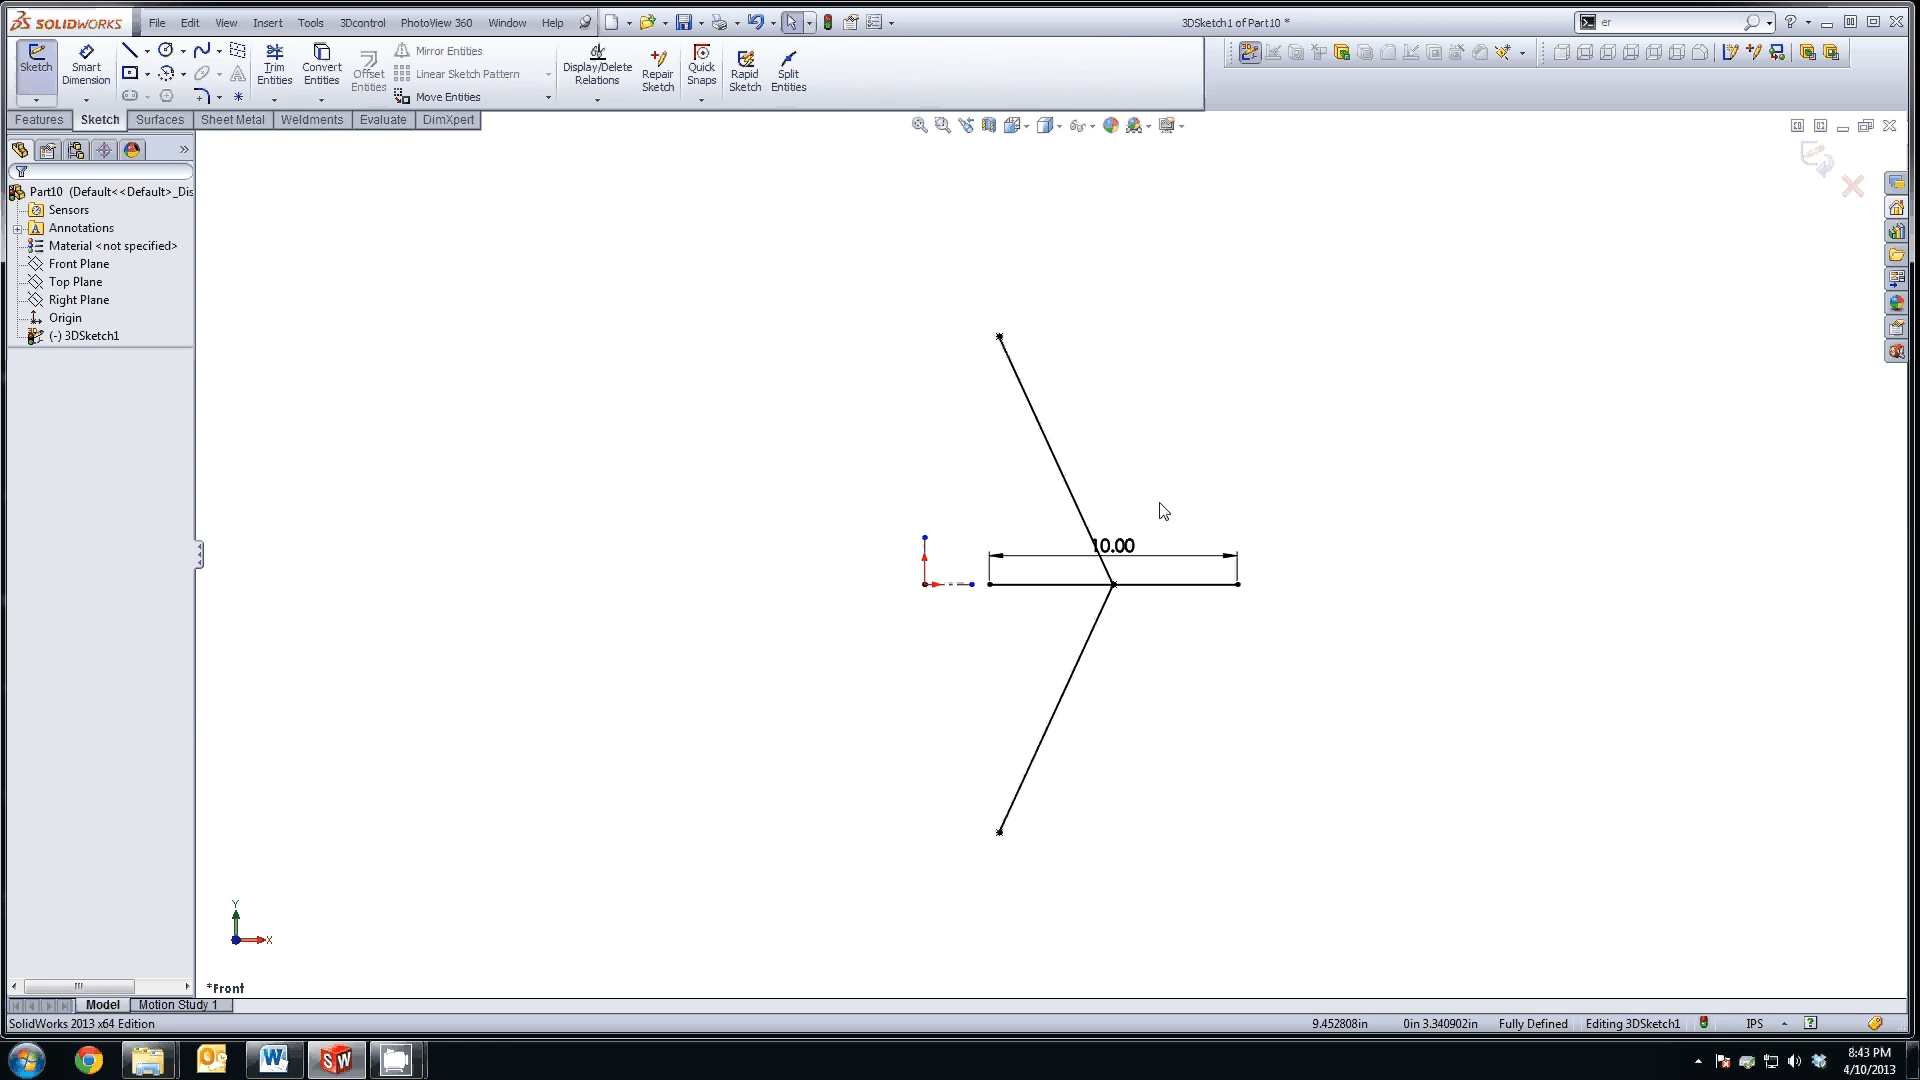 SOLIDWORKS File Edit View Insert Tools 3Dcontrol PhotoView 360 Window Help 3DSketch1 of Part10 * er
Sketch Smart Dimension Trim Entities Convert Entities Offset Entities Mirror Entities Linear Sketch Pattern Move Entities Display/Delete Relations Repair Sketch Quick Snaps Rapid Sketch Split Entities
Features Sketch Surfaces Sheet Metal Weldments Evaluate DimXpert
Part10 (Default<<Default>_Dis
Sensors
Annotations
Material <not specified>
Front Plane
Top Plane
Right Plane
Origin
(-) 3DSketch1
10.00
Y
X
*Front
Model Motion Study 1
SolidWorks 2013 x64 Edition 9.452808in 0in 3.340902in Fully Defined Editing 3DSketch1 IPS
8:43 PM
4/10/2013